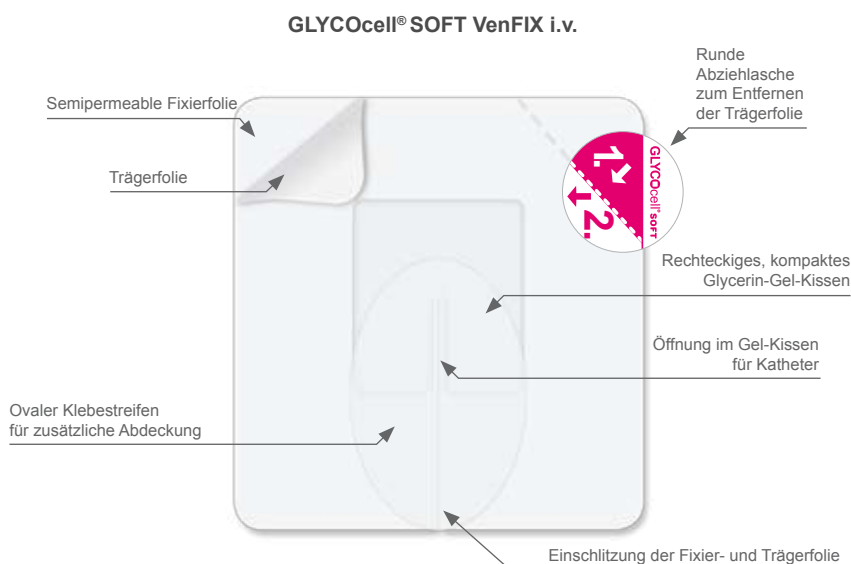 GLYCOcell® SOFT VenFIX i.v.
Runde
Abziehlasche
zum Entfernen
der Trägerfolie
Semipermeable Fixierfolie
Trägerfolie
1.
2.
GLYCOcell® SOFT
Rechteckiges, kompaktes
Glycerin-Gel-Kissen
Öffnung im Gel-Kissen
für Katheter
Ovaler Klebestreifen
für zusätzliche Abdeckung
Einschlitzung der Fixier- und Trägerfolie